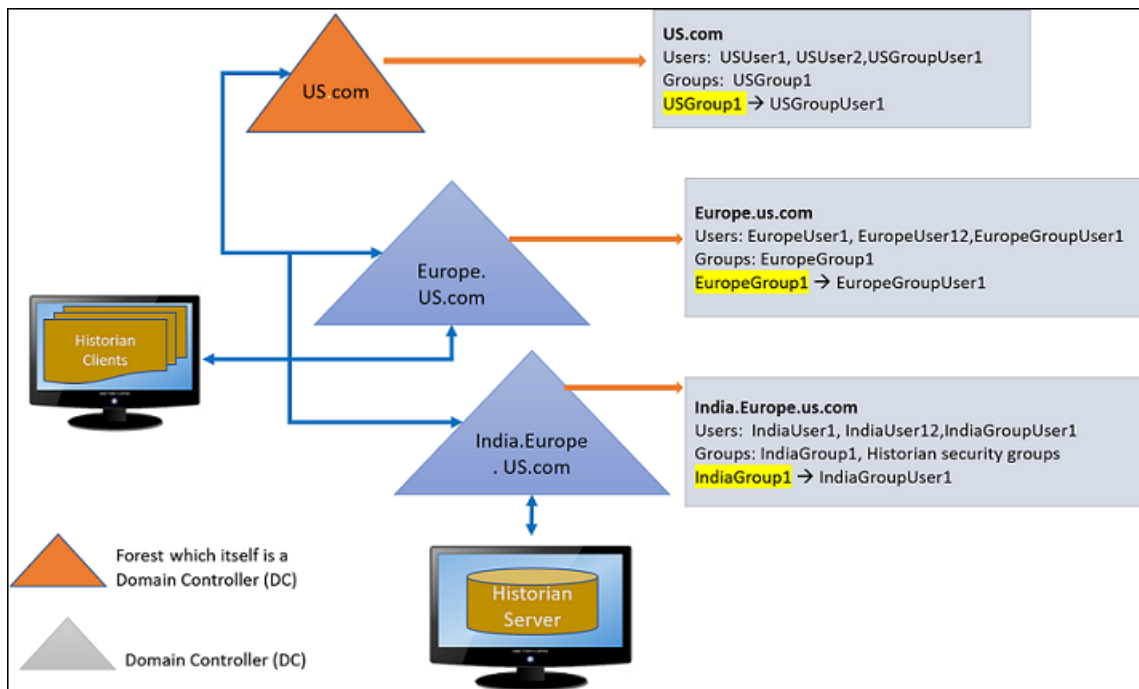 US.com
US.com
Users: USUser1, USUser2,USGroupUser1
Groups: USGroup1
USGroup1 → USGroupUser1
Europe.
US.com
Europe.us.com
Users: EuropeUser1, EuropeUser12,EuropeGroupUser1
Groups: EuropeGroup1
EuropeGroup1 → EuropeGroupUser1
Historian
Clients
India.Europe
. US.com
India.Europe.us.com
Users: IndiaUser1, IndiaUser12,IndiaGroupUser1
Groups: IndiaGroup1, Historian security groups
IndiaGroup1 → IndiaGroupUser1
Forest which itself is a
Domain Controller (DC)
Historian
Server
Domain Controller (DC)